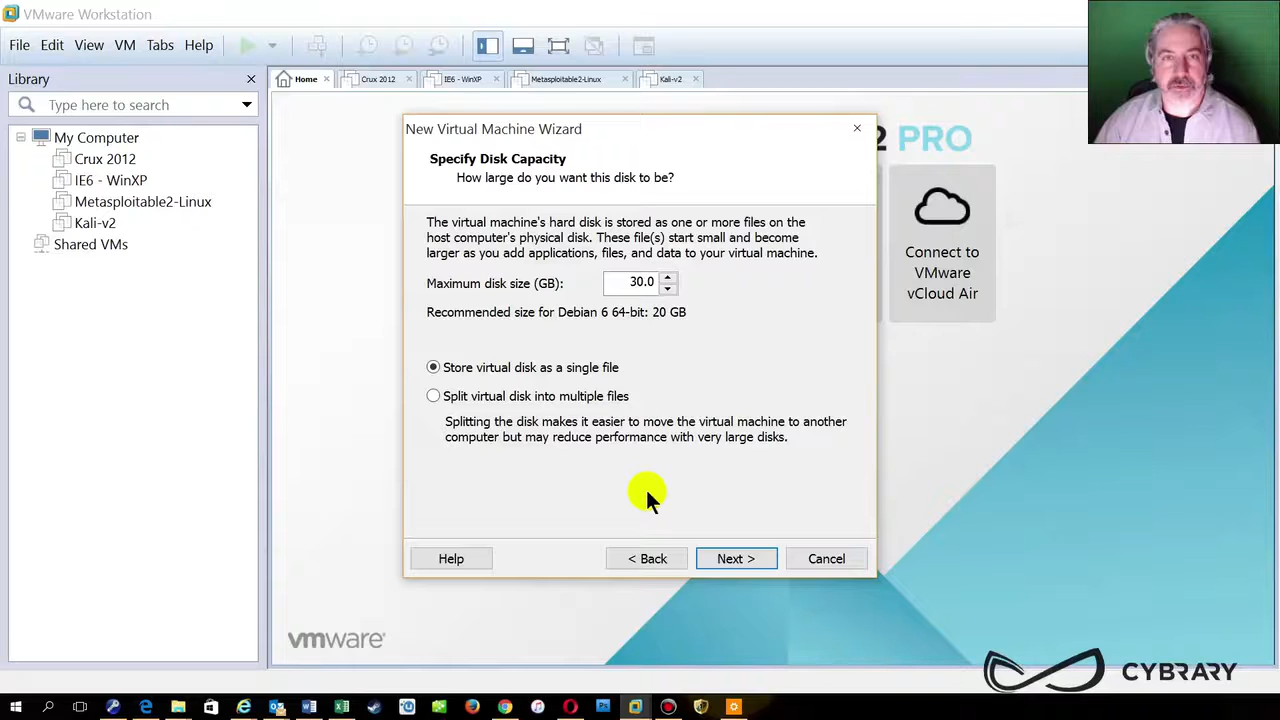 VMware Workstation
File Edit View VM Tabs Help
Library
Type here to search
My Computer
Crux 2012
IE6 - WinXP
Metasploitable2-Linux
Kali-v2
Shared VMs
Home Crux 2012 IE6 - WinXP Metasploitable2-Linux Kali-v2
2 PRO
Connect to
VMware
vCloud Air
New Virtual Machine Wizard
Specify Disk Capacity
How large do you want this disk to be?
The virtual machine's hard disk is stored as one or more files on the
host computer's physical disk. These file(s) start small and become
larger as you add applications, files, and data to your virtual machine.
Maximum disk size (GB): 30.0
Recommended size for Debian 6 64-bit: 20 GB
Store virtual disk as a single file
Split virtual disk into multiple files
Splitting the disk makes it easier to move the virtual machine to another
computer but may reduce performance with very large disks.
Help < Back Next > Cancel
vmware
CYBRARY